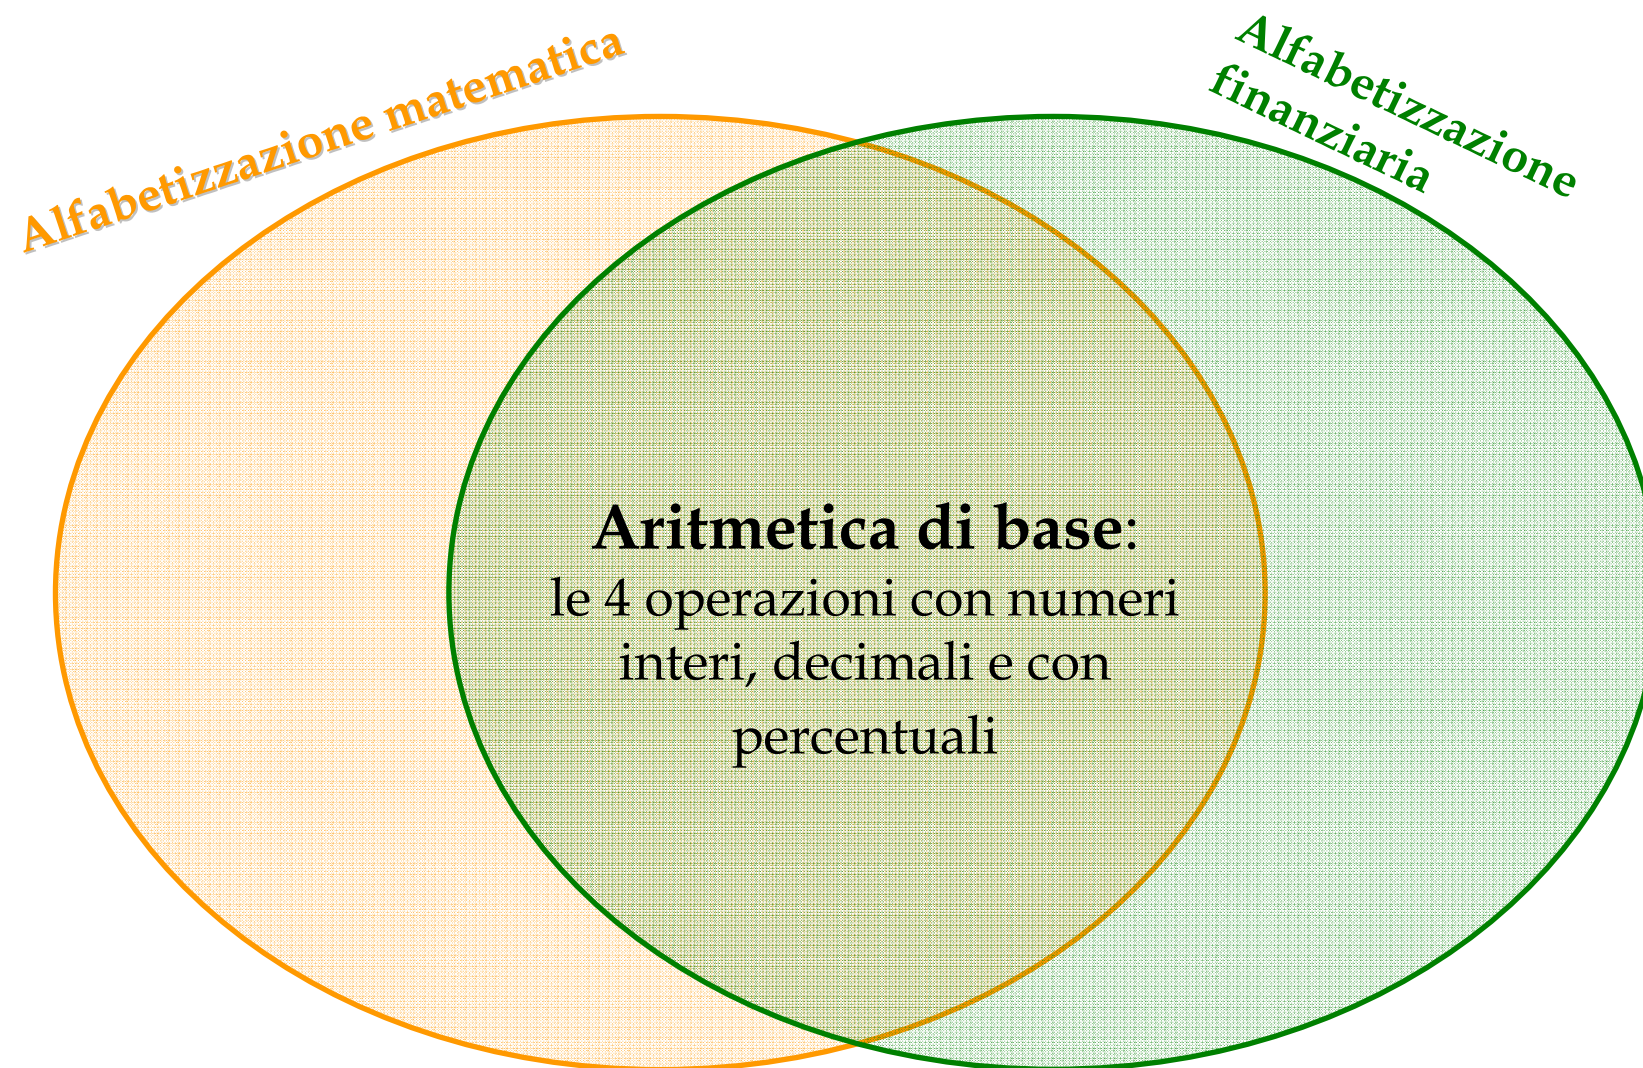 Alfabetizzazione matematica
Alfabetizzazione
finanziaria
Aritmetica di base:
le 4 operazioni con numeri
interi, decimali e con
percentuali